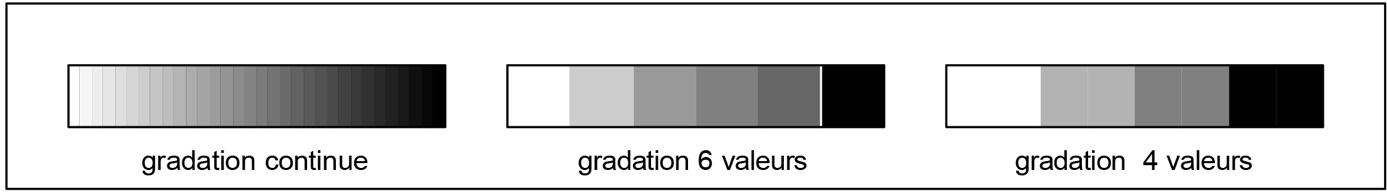 gradation continue
gradation 6 valeurs
gradation 4 valeurs